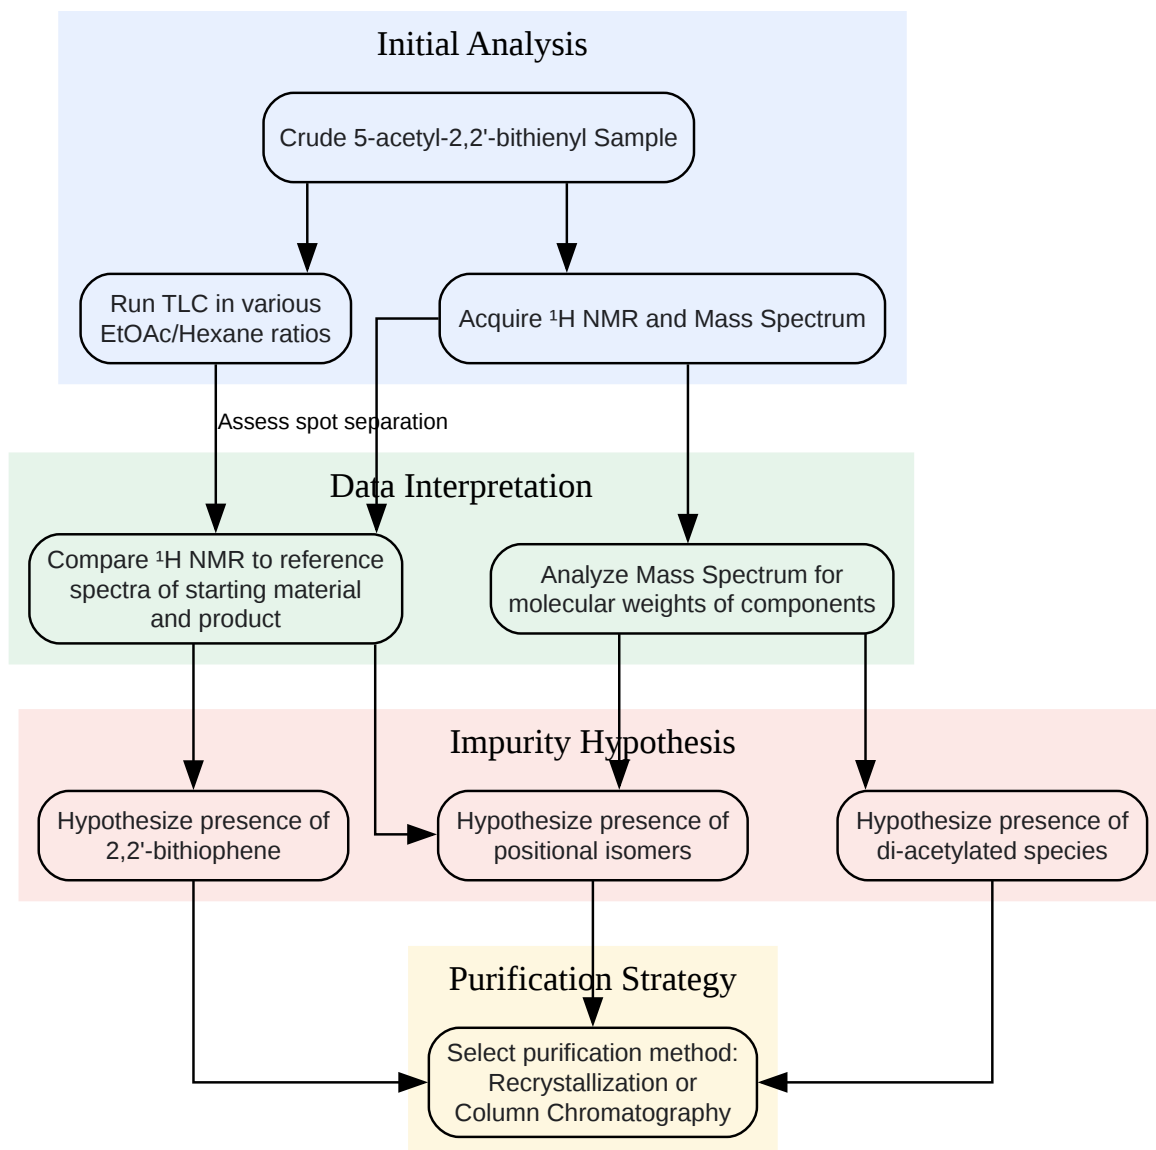 Initial Analysis
Crude 5-acetyl-2,2'-bithienyl Sample
Run TLC in various
EtOAc/Hexane ratios
Acquire ¹H NMR and Mass Spectrum
Assess spot separation
Data Interpretation
Compare ¹H NMR to reference
spectra of starting material
and product
Analyze Mass Spectrum for
molecular weights of components
Impurity Hypothesis
Hypothesize presence of
2,2'-bithiophene
Hypothesize presence of
positional isomers
Hypothesize presence of
di-acetylated species
Purification Strategy
Select purification method:
Recrystallization or
Column Chromatography